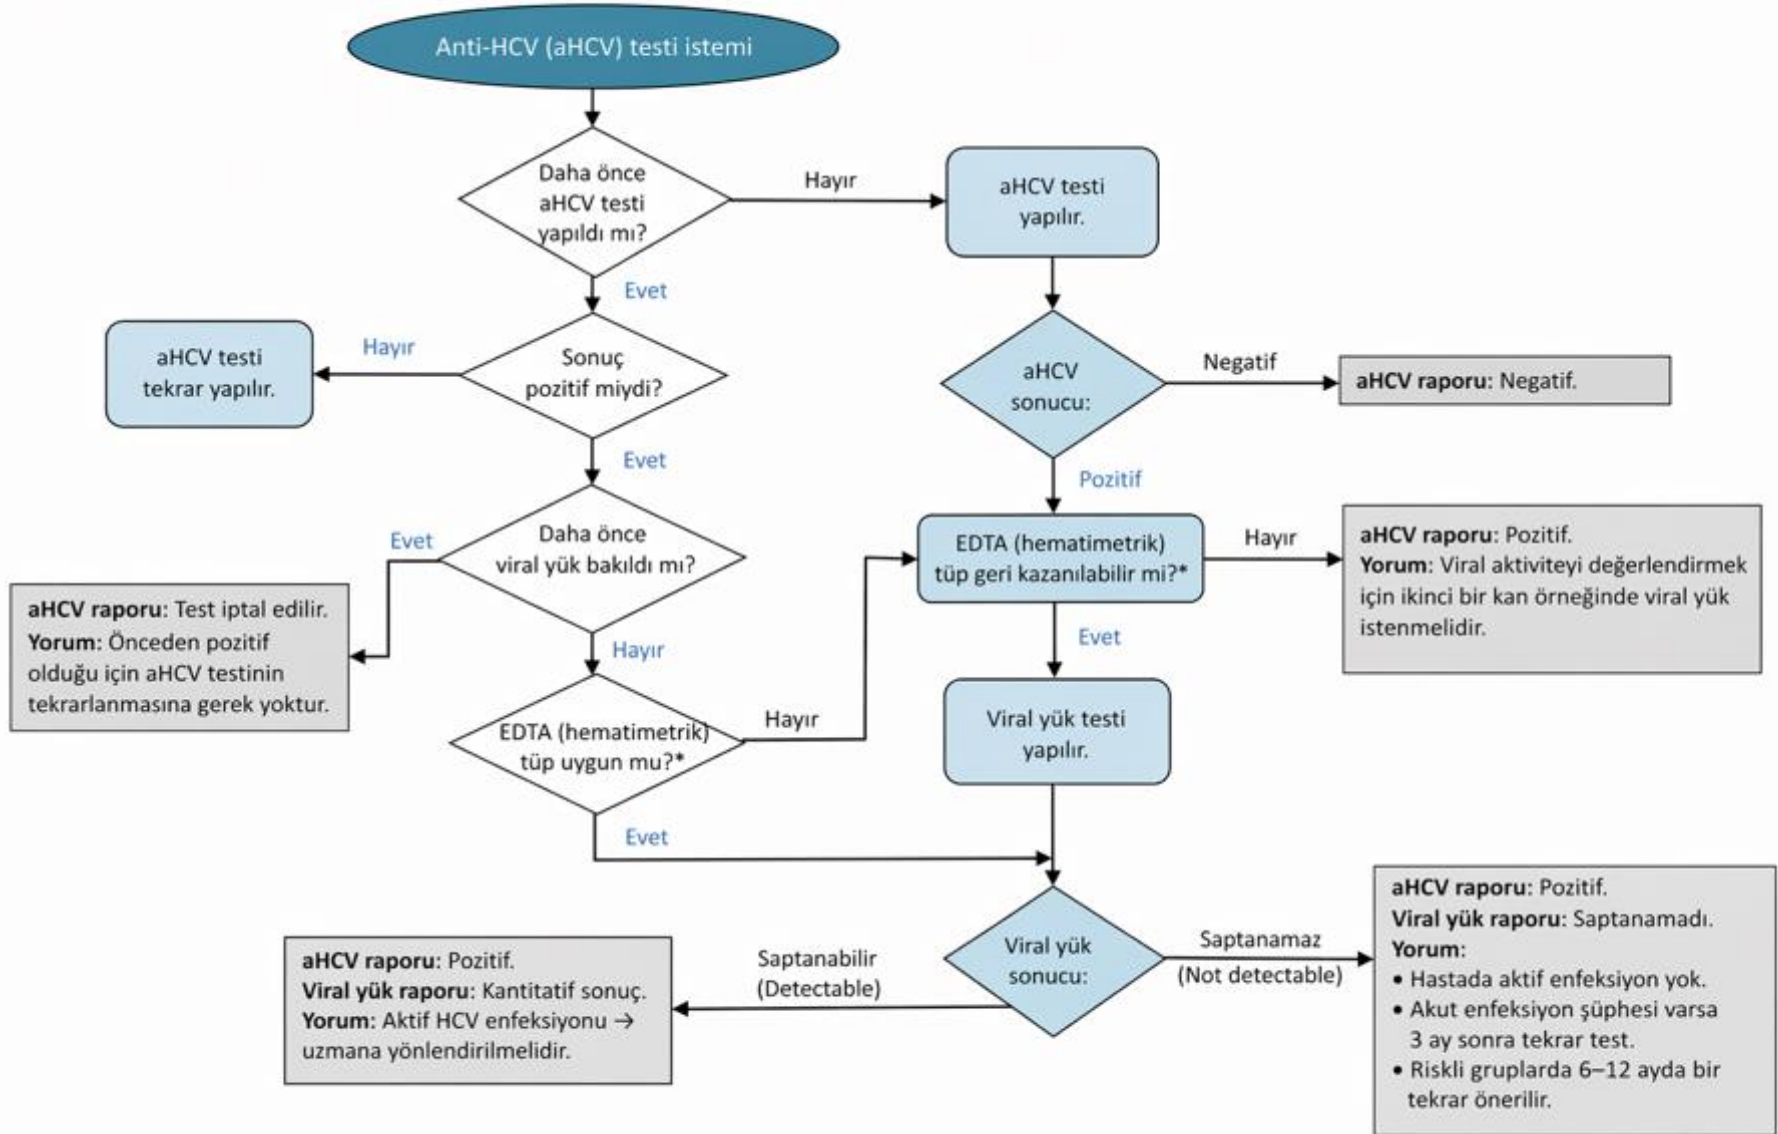 Anti-HCV (aHCV) testi istemi
Daha önce
aHCV testi
yapıldı mı?
Hayır
aHCV testi
yapılır.
Evet
aHCV testi
tekrar yapılır.
Hayır
Sonuç
pozitif miydi?
aHCV
sonucu:
Negatif
aHCV raporu: Negatif.
Evet
Pozitif
Evet
Daha önce
viral yük bakıldı mı?
EDTA (hematimetrik)
tüp geri kazanılabilir mi?*
Hayır
aHCV raporu: Pozitif.
Yorum: Viral aktiviteyi değerlendirmek
için ikinci bir kan örneğinde viral yük
istenmelidir.
aHCV raporu: Test iptal edilir.
Yorum: Önceden pozitif
olduğu için aHCV testinin
tekrarlanmasına gerek yoktur.
Hayır
Evet
EDTA (hematimetrik)
tüp uygun mu?*
Hayır
Viral yük testi
yapılır.
Evet
Viral yük
sonucu:
Saptanabilir
(Detectable)
aHCV raporu: Pozitif.
Viral yük raporu: Kantitatif sonuç.
Yorum: Aktif HCV enfeksiyonu →
uzmana yönlendirilmelidir.
Saptanamaz
(Not detectable)
aHCV raporu: Pozitif.
Viral yük raporu: Saptanamadı.
Yorum:
• Hastada aktif enfeksiyon yok.
• Akut enfeksiyon şüphesi varsa
3 ay sonra tekrar test.
• Riskli gruplarda 6–12 ayda bir
tekrar önerilir.